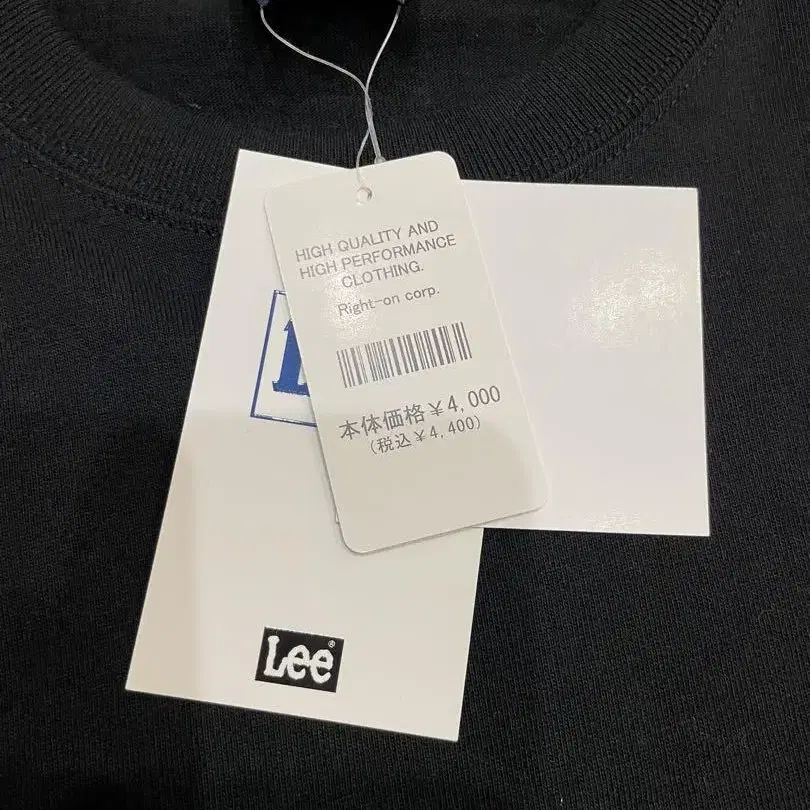 HIGH QUALITY AND
HIGH PERFORMANCE
CLOTHING.
Right-on corp.
本体価格¥4,000
(税込¥4,400)
Lee®